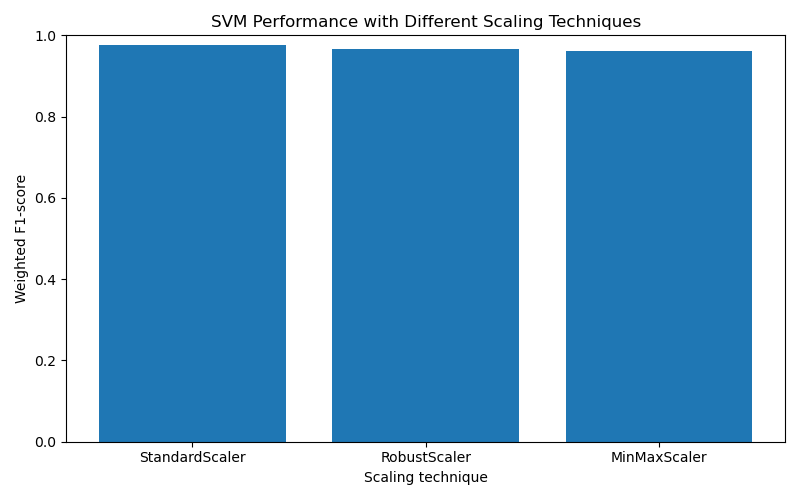 SVM Performance with Different Scaling Techniques
1.0
0.8
0.6
0.4
0.2
0.0
Weighted F1-score
StandardScaler
RobustScaler
MinMaxScaler
Scaling technique